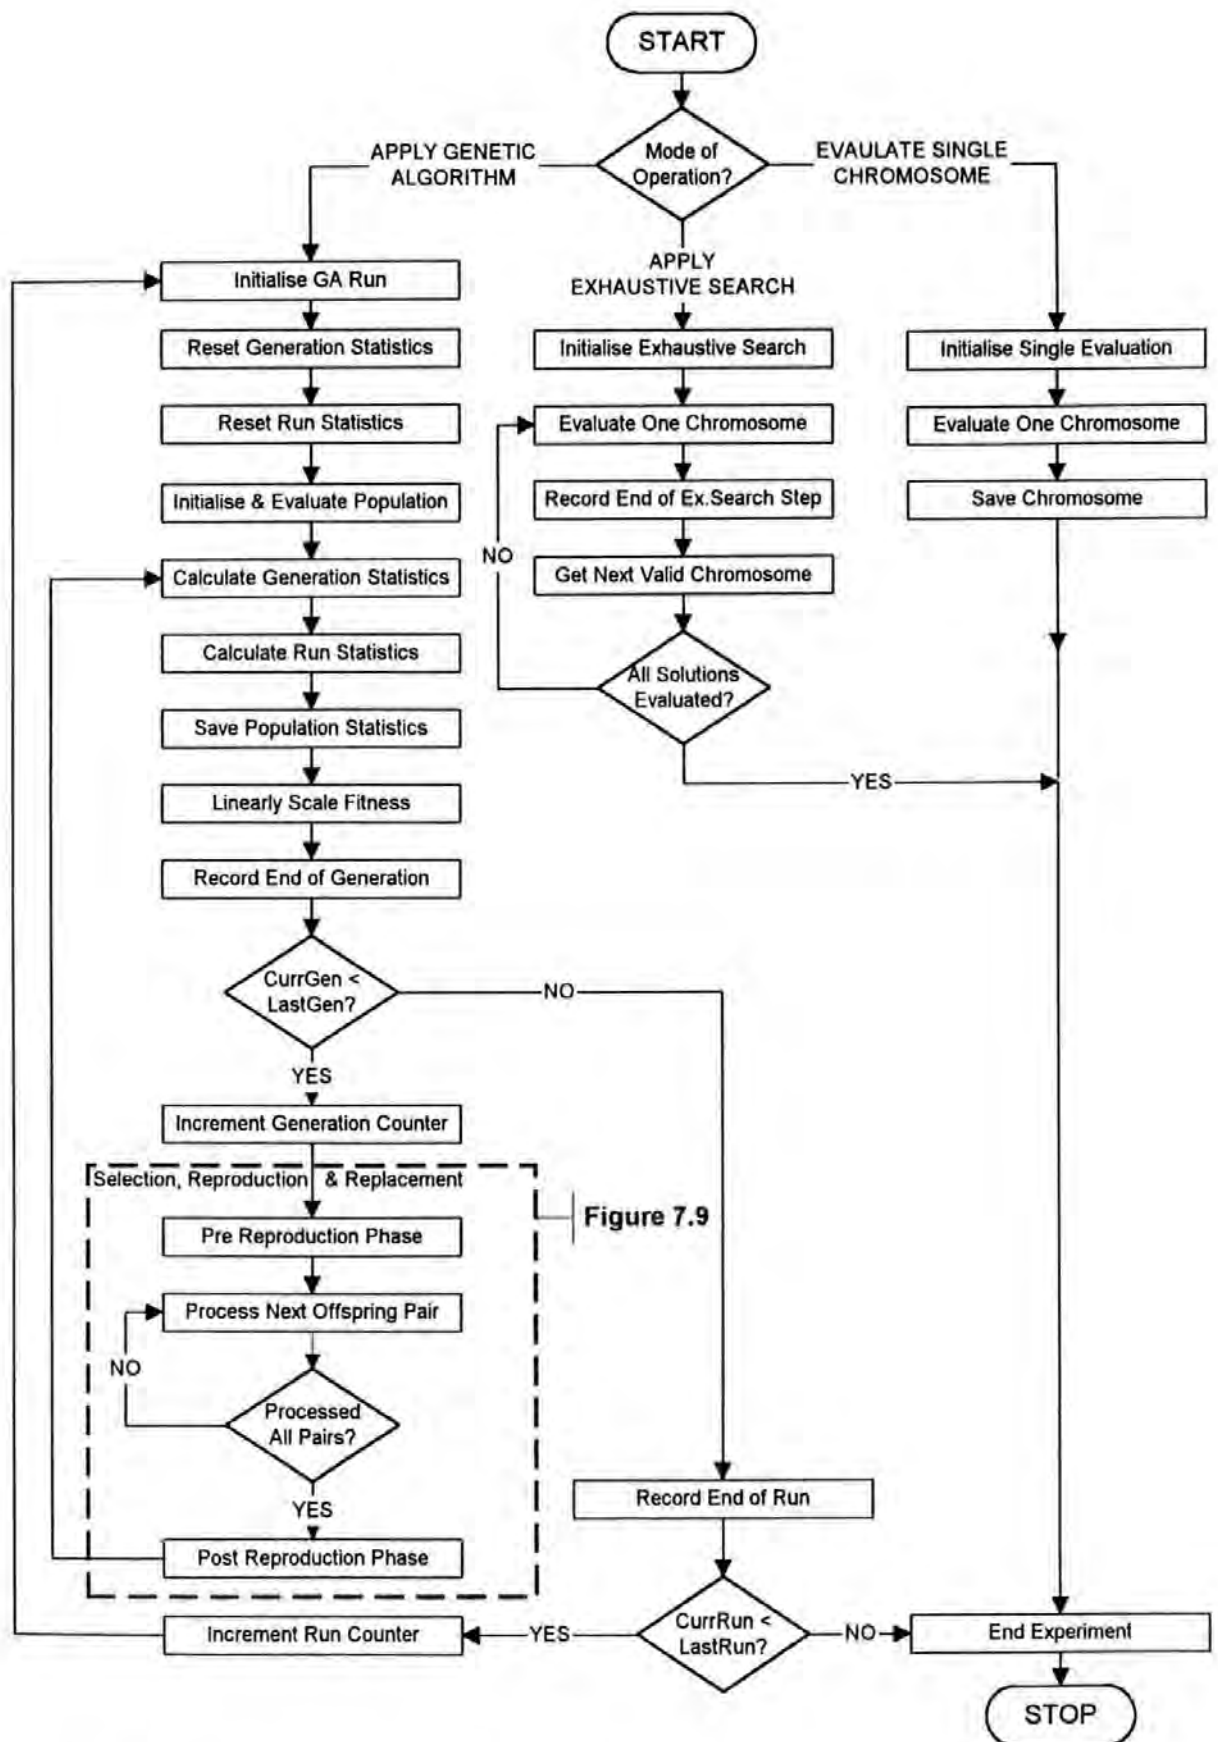 START
Mode of
Operation?
APPLY GENETIC
ALGORITHM
EVAULATE SINGLE
CHROMOSOME
APPLY
EXHAUSTIVE SEARCH
Initialise GA Run
Reset Generation Statistics
Reset Run Statistics
Initialise & Evaluate Population
Calculate Generation Statistics
Calculate Run Statistics
Save Population Statistics
Linearly Scale Fitness
Record End of Generation
CurrGen <
LastGen?
NO
YES
Increment Generation Counter
Selection, Reproduction & Replacement
Figure 7.9
Pre Reproduction Phase
Process Next Offspring Pair
NO
Processed
All Pairs?
YES
Post Reproduction Phase
Initialise Exhaustive Search
Evaluate One Chromosome
Record End of Ex.Search Step
NO
Get Next Valid Chromosome
All Solutions
Evaluated?
YES
Initialise Single Evaluation
Evaluate One Chromosome
Save Chromosome
Record End of Run
CurrRun <
LastRun?
YES
Increment Run Counter
NO
End Experiment
STOP